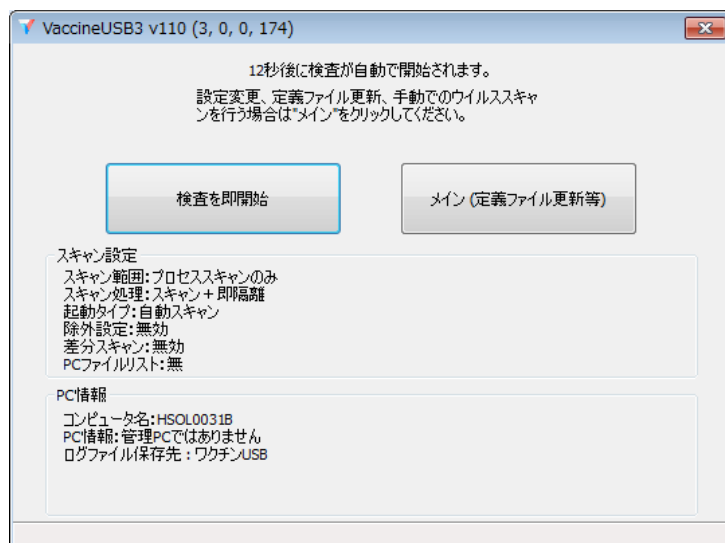 VaccineUSB3 v110 (3, 0, 0, 174)
12秒後に検査が自動で開始されます。
設定変更、定義ファイル更新、手動でのウイルススキャ
ンを行う場合は"メイン"をクリックしてください。
検査を即開始
メイン (定義ファイル更新等)
スキャン設定
スキャン範囲:プロセススキャンのみ
スキャン処理:スキャン+即隔離
起動タイプ:自動スキャン
除外設定:無効
差分スキャン:無効
PCファイルリスト:無
PC情報
コンピュータ名:HSOL0031B
PC情報:管理PCではありません
ログファイル保存先:ワクチンUSB